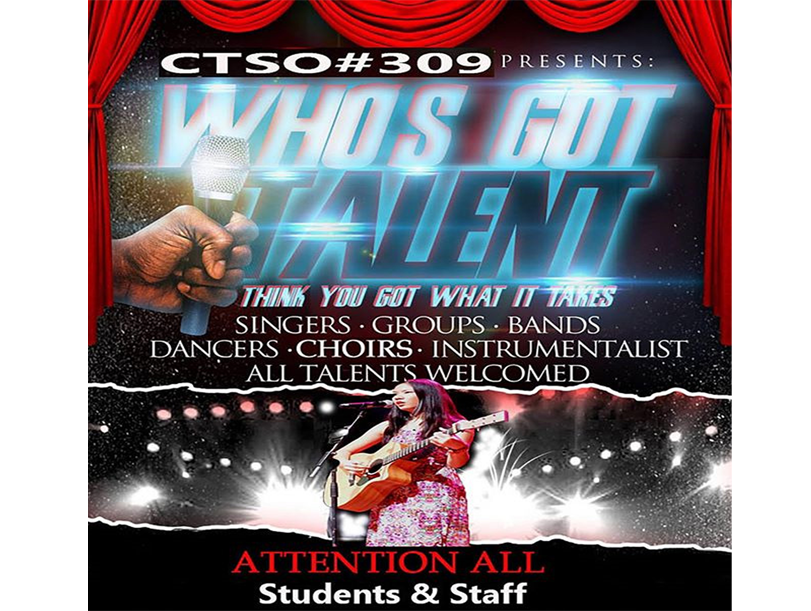 CTSO#309 PRESENTS:
WHO'S GOT
TALENT
THINK YOU GOT WHAT IT TAKES
SINGERS · GROUPS · BANDS
DANCERS · CHOIRS · INSTRUMENTALIST
ALL TALENTS WELCOMED
ATTENTION ALL
Students & Staff